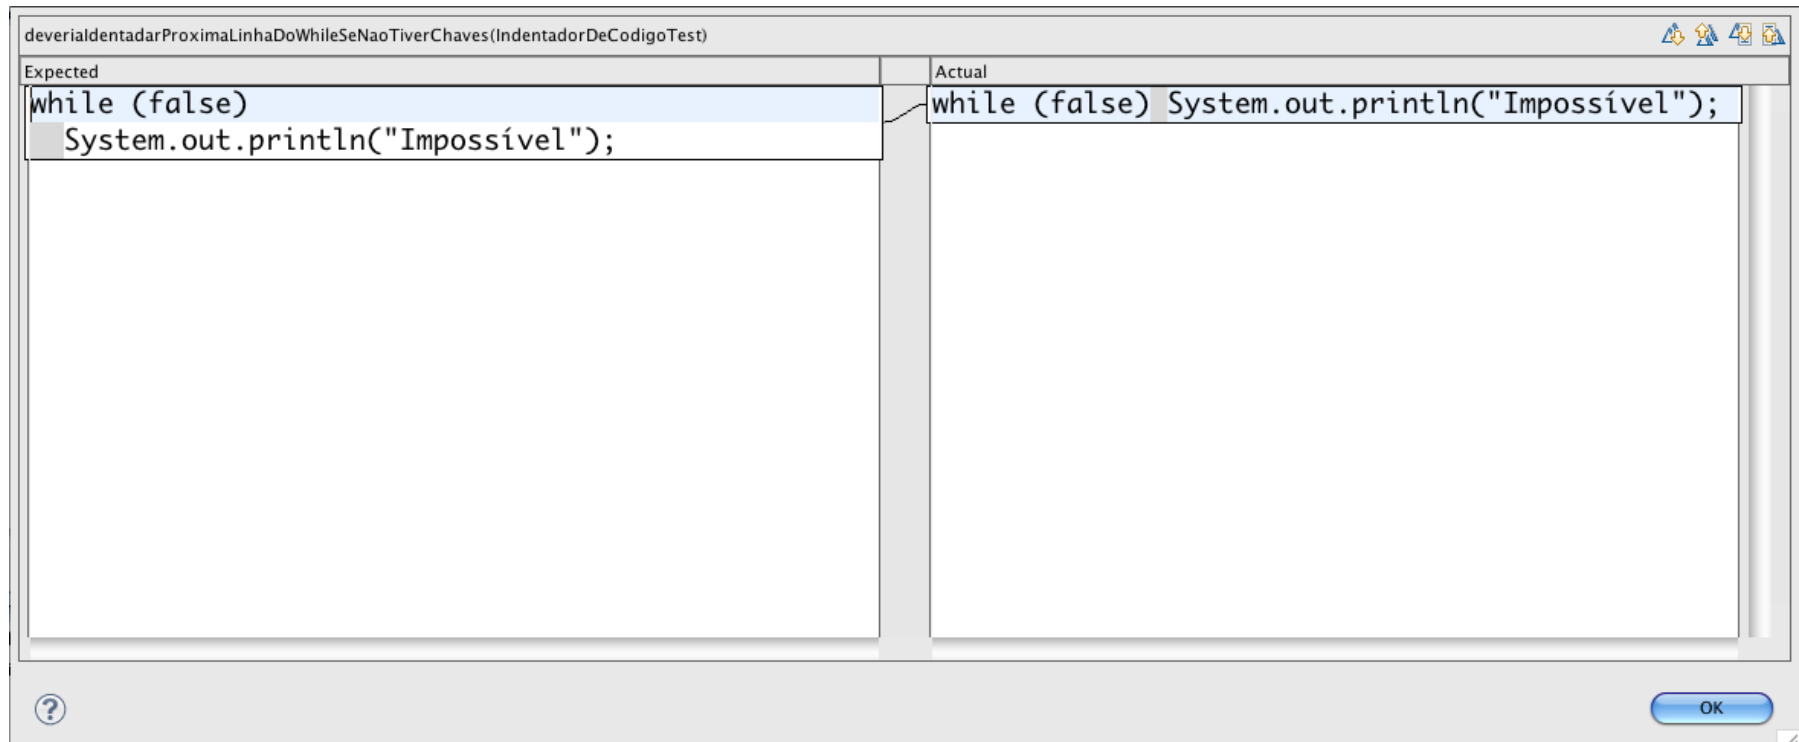 deveriaIdentadarProximaLinhaDoWhileSeNaoTiverChaves(IndentadorDeCodigoTest)
Expected
Actual
while (false)
  System.out.println("Impossível");
while (false) System.out.println("Impossível");
?
OK